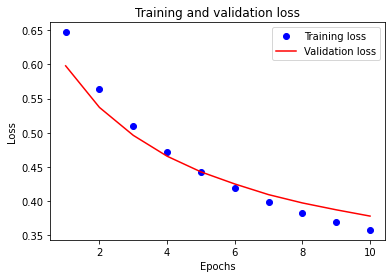 Training and validation loss
Training loss
Validation loss
0.65
0.60
0.55
0.50
0.45
0.40
0.35
Loss
2
4
6
8
10
Epochs